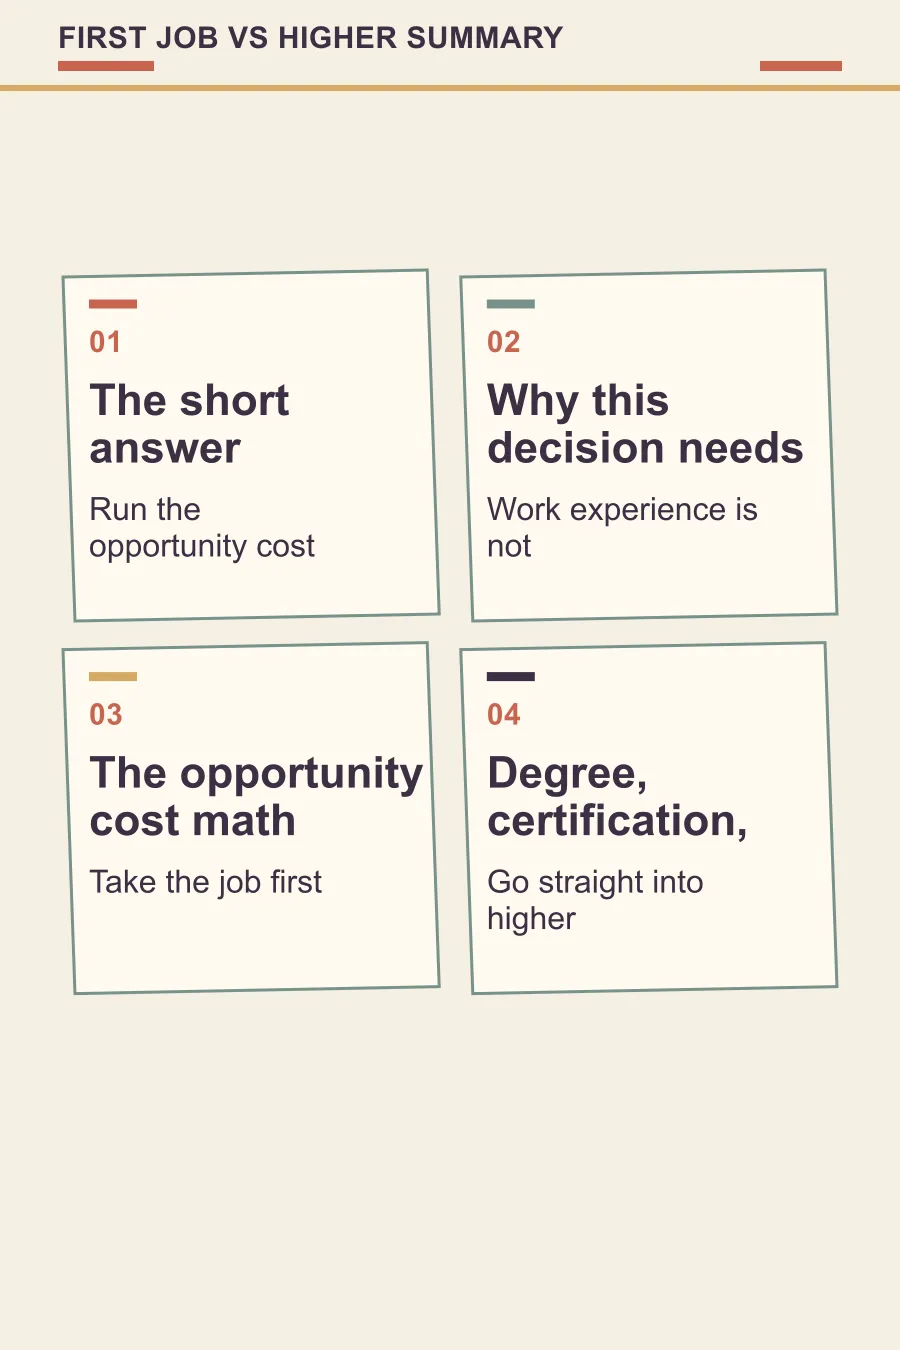 FIRST JOB VS HIGHER SUMMARY
01
The short
answer
Run the
opportunity cost
02
Why this
decision needs
Work experience is
not
03
The opportunity
cost math
Take the job first
04
Degree,
certification,
Go straight into
higher